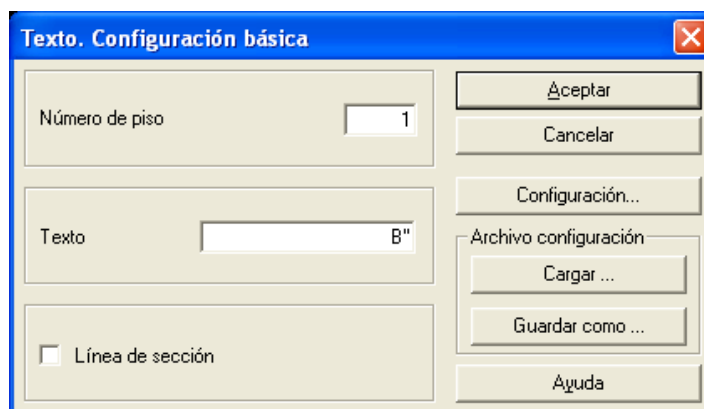 Texto. Configuración básica
Número de piso 1
Texto B"
Línea de sección
Aceptar
Cancelar
Configuración...
Archivo configuración
Cargar ...
Guardar como ...
Ayuda